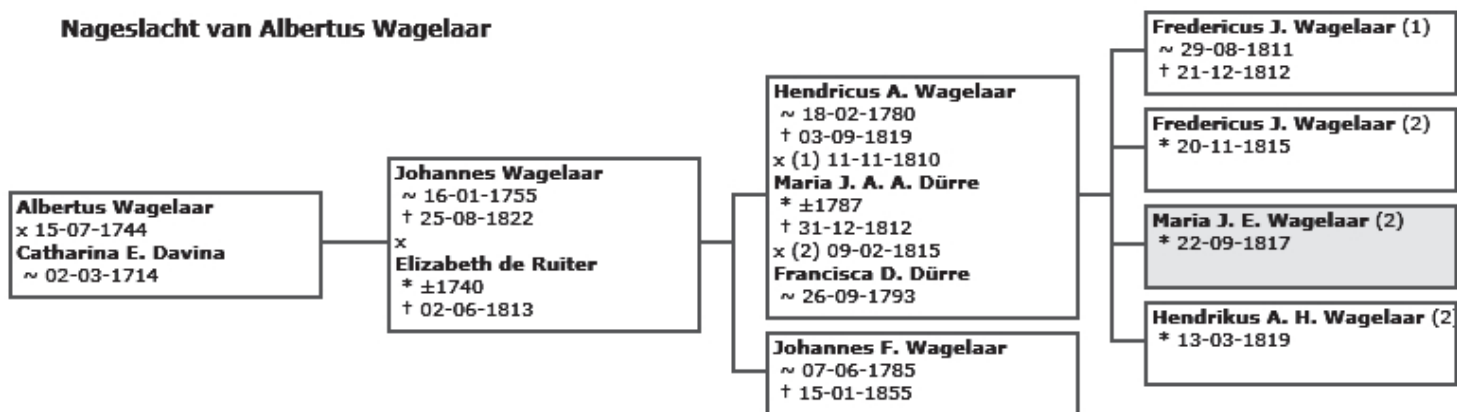 Nageslacht van Albertus Wagelaar
Albertus Wagelaar
x 15-07-1744
Catharina E. Davina
~ 02-03-1714
Johannes Wagelaar
~ 16-01-1755
† 25-08-1822
x
Elizabeth de Ruiter
* ±1740
† 02-06-1813
Hendricus A. Wagelaar
~ 18-02-1780
† 03-09-1819
x (1) 11-11-1810
Maria J. A. A. Dürre
* ±1787
† 31-12-1812
x (2) 09-02-1815
Francisca D. Dürre
~ 26-09-1793
Johannes F. Wagelaar
~ 07-06-1785
† 15-01-1855
Fredericus J. Wagelaar (1)
~ 29-08-1811
† 21-12-1812
Fredericus J. Wagelaar (2)
* 20-11-1815
Maria J. E. Wagelaar (2)
* 22-09-1817
Hendrikus A. H. Wagelaar (2)
* 13-03-1819